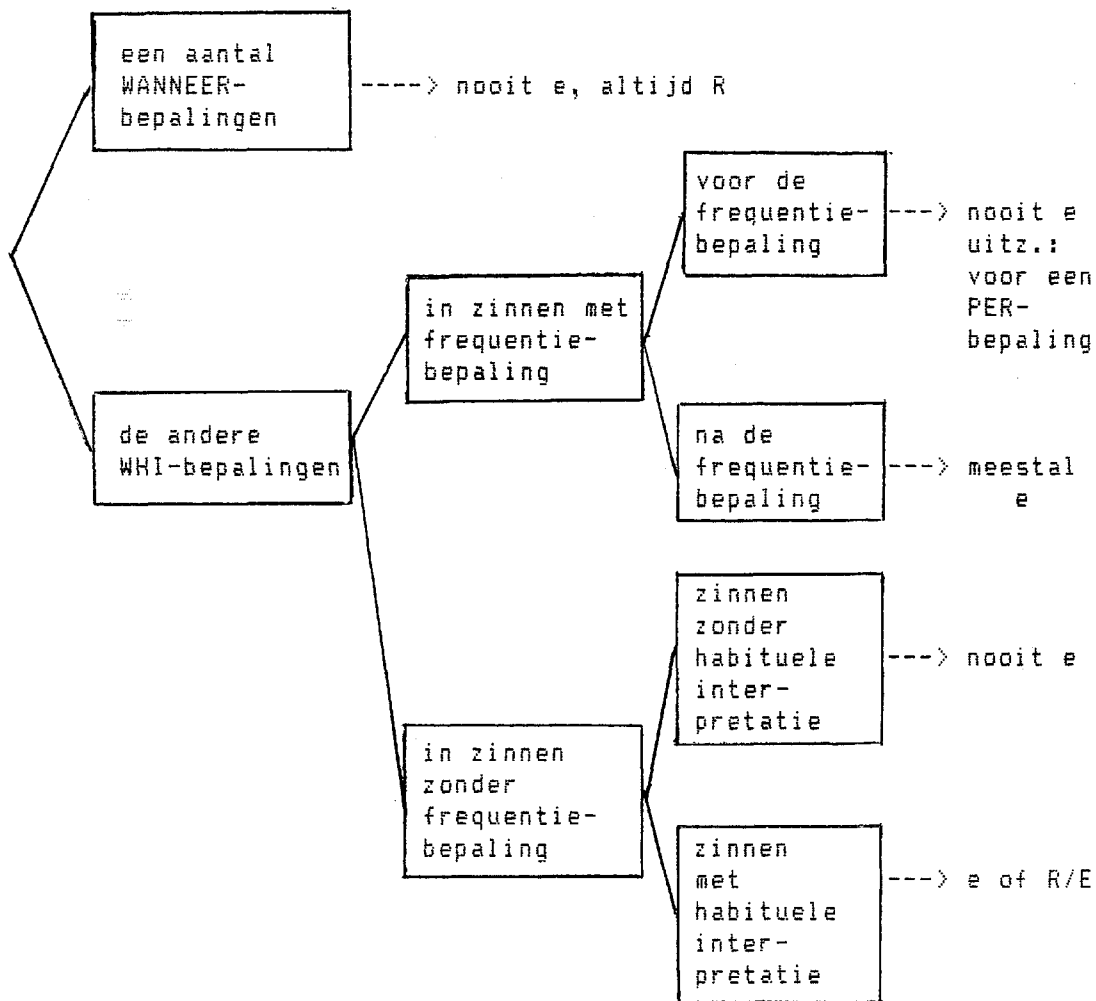 een aantal
WANNEER-
bepalingen
----> nooit e, altijd R
de andere
WHI-bepalingen
in zinnen met
frequentie-
bepaling
voor de
frequentie-
bepaling
---> nooit e
uitz.:
voor een
PER-
bepaling
na de
frequentie-
bepaling
---> meestal
e
in zinnen
zonder
frequentie-
bepaling
zinnen
zonder
habituele
inter-
pretatie
---> nooit e
zinnen
met
habituele
inter-
pretatie
---> e of R/E